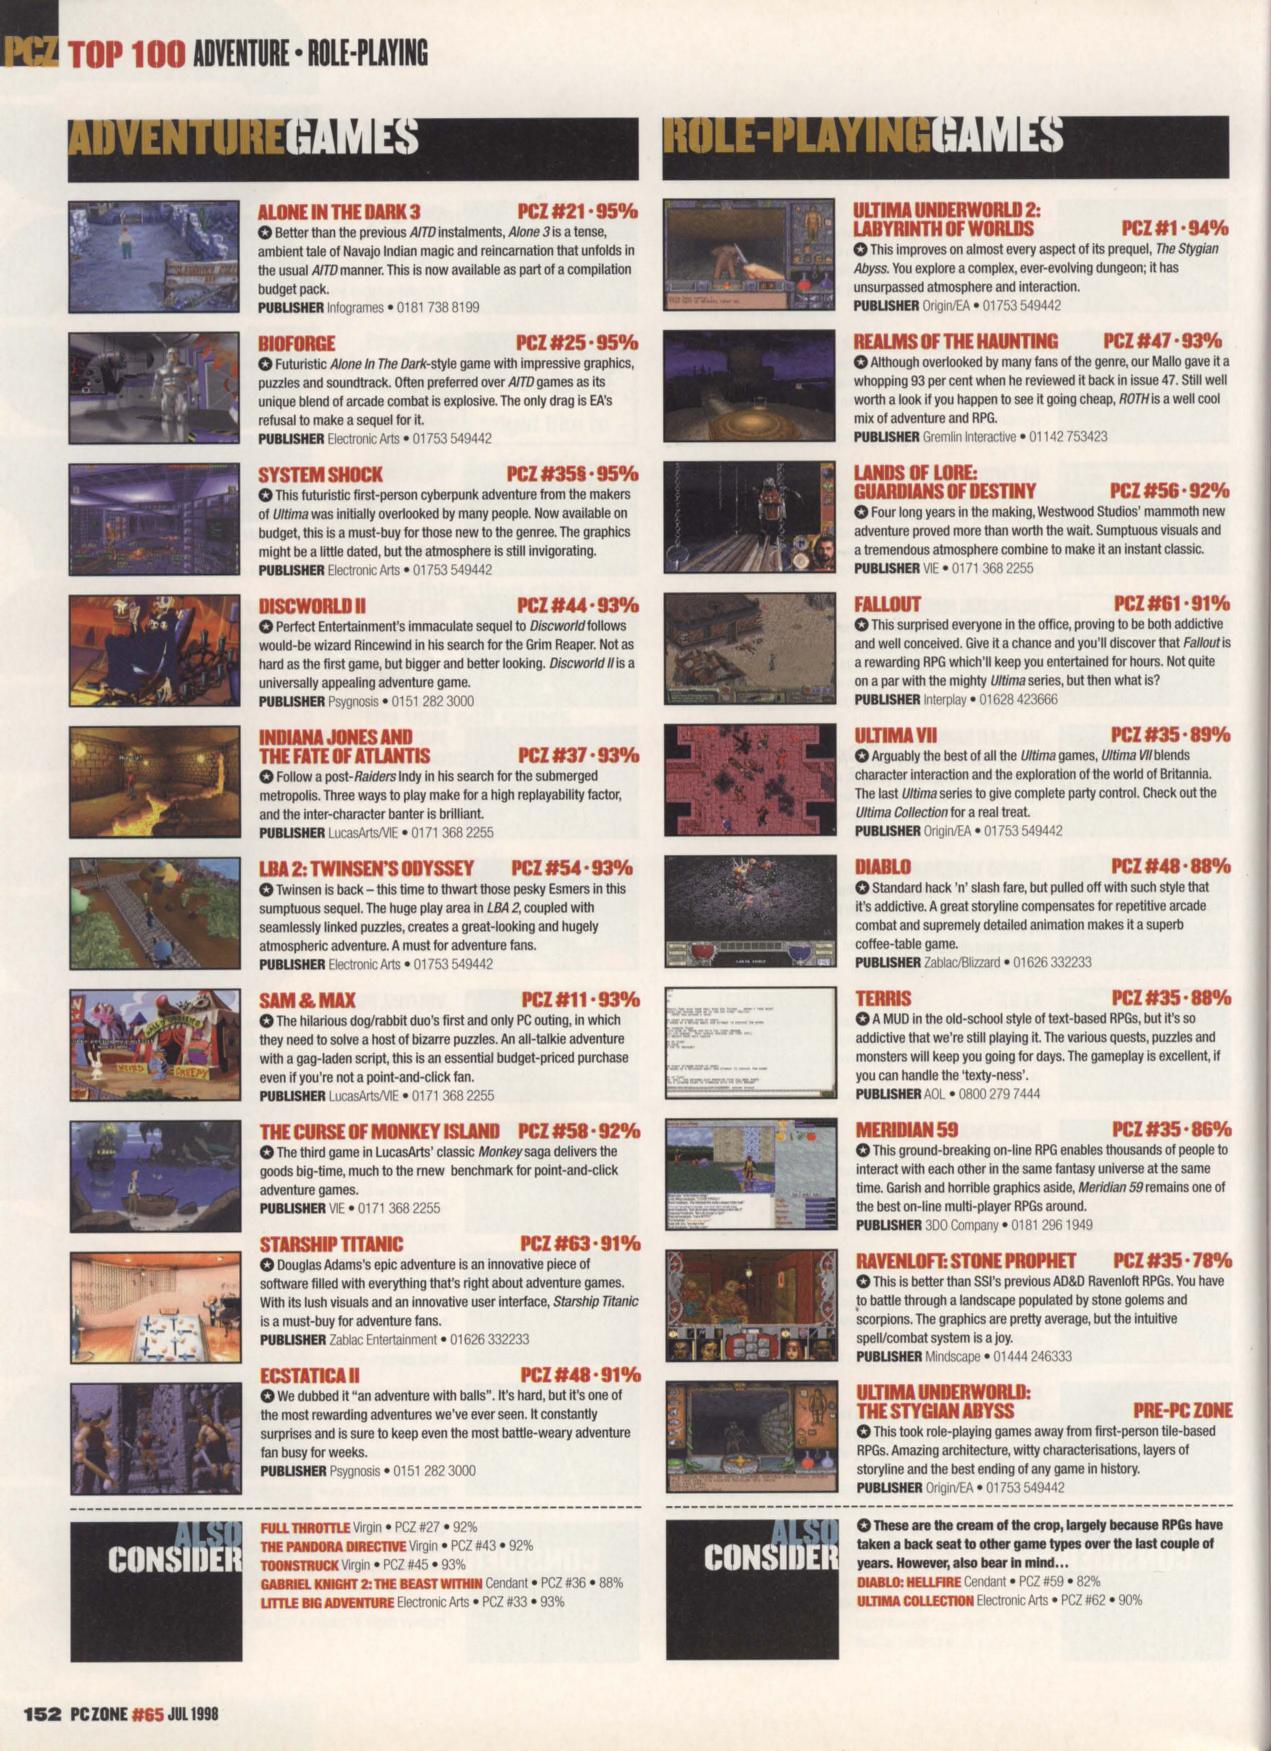 PCZ TOP 100 ADVENTURE • ROLE-PLAYING
ADVENTUREGAMES
ALONE IN THE DARK 3 PCZ #21 • 95%
Better than the previous AITD instalments, Alone 3 is a tense,
ambient tale of Navajo Indian magic and reincarnation that unfolds in
the usual AITD manner. This is now available as part of a compilation
budget pack.
PUBLISHER Infogrames • 0181 738 8199
BIOFORGE PCZ #25 • 95%
Futuristic Alone In The Dark-style game with impressive graphics,
puzzles and soundtrack. Often preferred over AITD games as its
unique blend of arcade combat is explosive. The only drag is EA's
refusal to make a sequel for it.
PUBLISHER Electronic Arts • 01753 549442
SYSTEM SHOCK PCZ #35§ • 95%
This futuristic first-person cyberpunk adventure from the makers
of Ultima was initially overlooked by many people. Now available on
budget, this is a must-buy for those new to the genree. The graphics
might be a little dated, but the atmosphere is still invigorating.
PUBLISHER Electronic Arts • 01753 549442
DISCWORLD II PCZ #44 • 93%
Perfect Entertainment's immaculate sequel to Discworld follows
would-be wizard Rincewind in his search for the Grim Reaper. Not as
hard as the first game, but bigger and better looking. Discworld II is a
universally appealing adventure game.
PUBLISHER Psygnosis • 0151 282 3000
INDIANA JONES AND
THE FATE OF ATLANTIS PCZ #37 • 93%
Follow a post-Raiders Indy in his search for the submerged
metropolis. Three ways to play make for a high replayability factor,
and the inter-character banter is brilliant.
PUBLISHER LucasArts/VIE • 0171 368 2255
LBA 2: TWINSEN'S ODYSSEY PCZ #54 • 93%
Twinsen is back – this time to thwart those pesky Esmers in this
sumptuous sequel. The huge play area in LBA 2, coupled with
seamlessly linked puzzles, creates a great-looking and hugely
atmospheric adventure. A must for adventure fans.
PUBLISHER Electronic Arts • 01753 549442
SAM & MAX PCZ #11 • 93%
The hilarious dog/rabbit duo's first and only PC outing, in which
they need to solve a host of bizarre puzzles. An all-talkie adventure
with a gag-laden script, this is an essential budget-priced purchase
even if you're not a point-and-click fan.
PUBLISHER LucasArts/VIE • 0171 368 2255
THE CURSE OF MONKEY ISLAND PCZ #58 • 92%
The third game in LucasArts' classic Monkey saga delivers the
goods big-time, much to the rnew benchmark for point-and-click
adventure games.
PUBLISHER VIE • 0171 368 2255
STARSHIP TITANIC PCZ #63 • 91%
Douglas Adams's epic adventure is an innovative piece of
software filled with everything that's right about adventure games.
With its lush visuals and an innovative user interface, Starship Titanic
is a must-buy for adventure fans.
PUBLISHER Zablac Entertainment • 01626 332233
ECSTATICA II PCZ #48 • 91%
We dubbed it "an adventure with balls". It's hard, but it's one of
the most rewarding adventures we've ever seen. It constantly
surprises and is sure to keep even the most battle-weary adventure
fan busy for weeks.
PUBLISHER Psygnosis • 0151 282 3000
ALSO
CONSIDER
FULL THROTTLE Virgin • PCZ #27 • 92%
THE PANDORA DIRECTIVE Virgin • PCZ #43 • 92%
TOONSTRUCK Virgin • PCZ #45 • 93%
GABRIEL KNIGHT 2: THE BEAST WITHIN Cendant • PCZ #36 • 88%
LITTLE BIG ADVENTURE Electronic Arts • PCZ #33 • 93%
ROLE-PLAYINGGAMES
ULTIMA UNDERWORLD 2:
LABYRINTH OF WORLDS PCZ #1 • 94%
This improves on almost every aspect of its prequel, The Stygian
Abyss. You explore a complex, ever-evolving dungeon; it has
unsurpassed atmosphere and interaction.
PUBLISHER Origin/EA • 01753 549442
REALMS OF THE HAUNTING PCZ #47 • 93%
Although overlooked by many fans of the genre, our Mallo gave it a
whopping 93 per cent when he reviewed it back in issue 47. Still well
worth a look if you happen to see it going cheap, ROTH is a well cool
mix of adventure and RPG.
PUBLISHER Gremlin Interactive • 01142 753423
LANDS OF LORE:
GUARDIANS OF DESTINY PCZ #56 • 92%
Four long years in the making, Westwood Studios' mammoth new
adventure proved more than worth the wait. Sumptuous visuals and
a tremendous atmosphere combine to make it an instant classic.
PUBLISHER VIE • 0171 368 2255
FALLOUT PCZ #61 • 91%
This surprised everyone in the office, proving to be both addictive
and well conceived. Give it a chance and you'll discover that Fallout is
a rewarding RPG which'll keep you entertained for hours. Not quite
on a par with the mighty Ultima series, but then what is?
PUBLISHER Interplay • 01628 423666
ULTIMA VII PCZ #35 • 89%
Arguably the best of all the Ultima games, Ultima VII blends
character interaction and the exploration of the world of Britannia.
The last Ultima series to give complete party control. Check out the
Ultima Collection for a real treat.
PUBLISHER Origin/EA • 01753 549442
DIABLO PCZ #48 • 88%
Standard hack 'n' slash fare, but pulled off with such style that
it's addictive. A great storyline compensates for repetitive arcade
combat and supremely detailed animation makes it a superb
coffee-table game.
PUBLISHER Zablac/Blizzard • 01626 332233
TERRIS PCZ #35 • 88%
A MUD in the old-school style of text-based RPGs, but it's so
addictive that we're still playing it. The various quests, puzzles and
monsters will keep you going for days. The gameplay is excellent, if
you can handle the 'texty-ness'.
PUBLISHER AOL • 0800 279 7444
MERIDIAN 59 PCZ #35 • 86%
This ground-breaking on-line RPG enables thousands of people to
interact with each other in the same fantasy universe at the same
time. Garish and horrible graphics aside, Meridian 59 remains one of
the best on-line multi-player RPGs around.
PUBLISHER 3DO Company • 0181 296 1949
RAVENLOFT: STONE PROPHET PCZ #35 • 78%
This is better than SSI's previous AD&D Ravenloft RPGs. You have
to battle through a landscape populated by stone golems and
scorpions. The graphics are pretty average, but the intuitive
spell/combat system is a joy.
PUBLISHER Mindscape • 01444 246333
ULTIMA UNDERWORLD:
THE STYGIAN ABYSS PRE-PC ZONE
This took role-playing games away from first-person tile-based
RPGs. Amazing architecture, witty characterisations, layers of
storyline and the best ending of any game in history.
PUBLISHER Origin/EA • 01753 549442
ALSO
CONSIDER
These are the cream of the crop, largely because RPGs have
taken a back seat to other game types over the last couple of
years. However, also bear in mind...
DIABLO: HELLFIRE Cendant • PCZ #59 • 82%
ULTIMA COLLECTION Electronic Arts • PCZ #62 • 90%
152 PC ZONE #65 JUL 1998